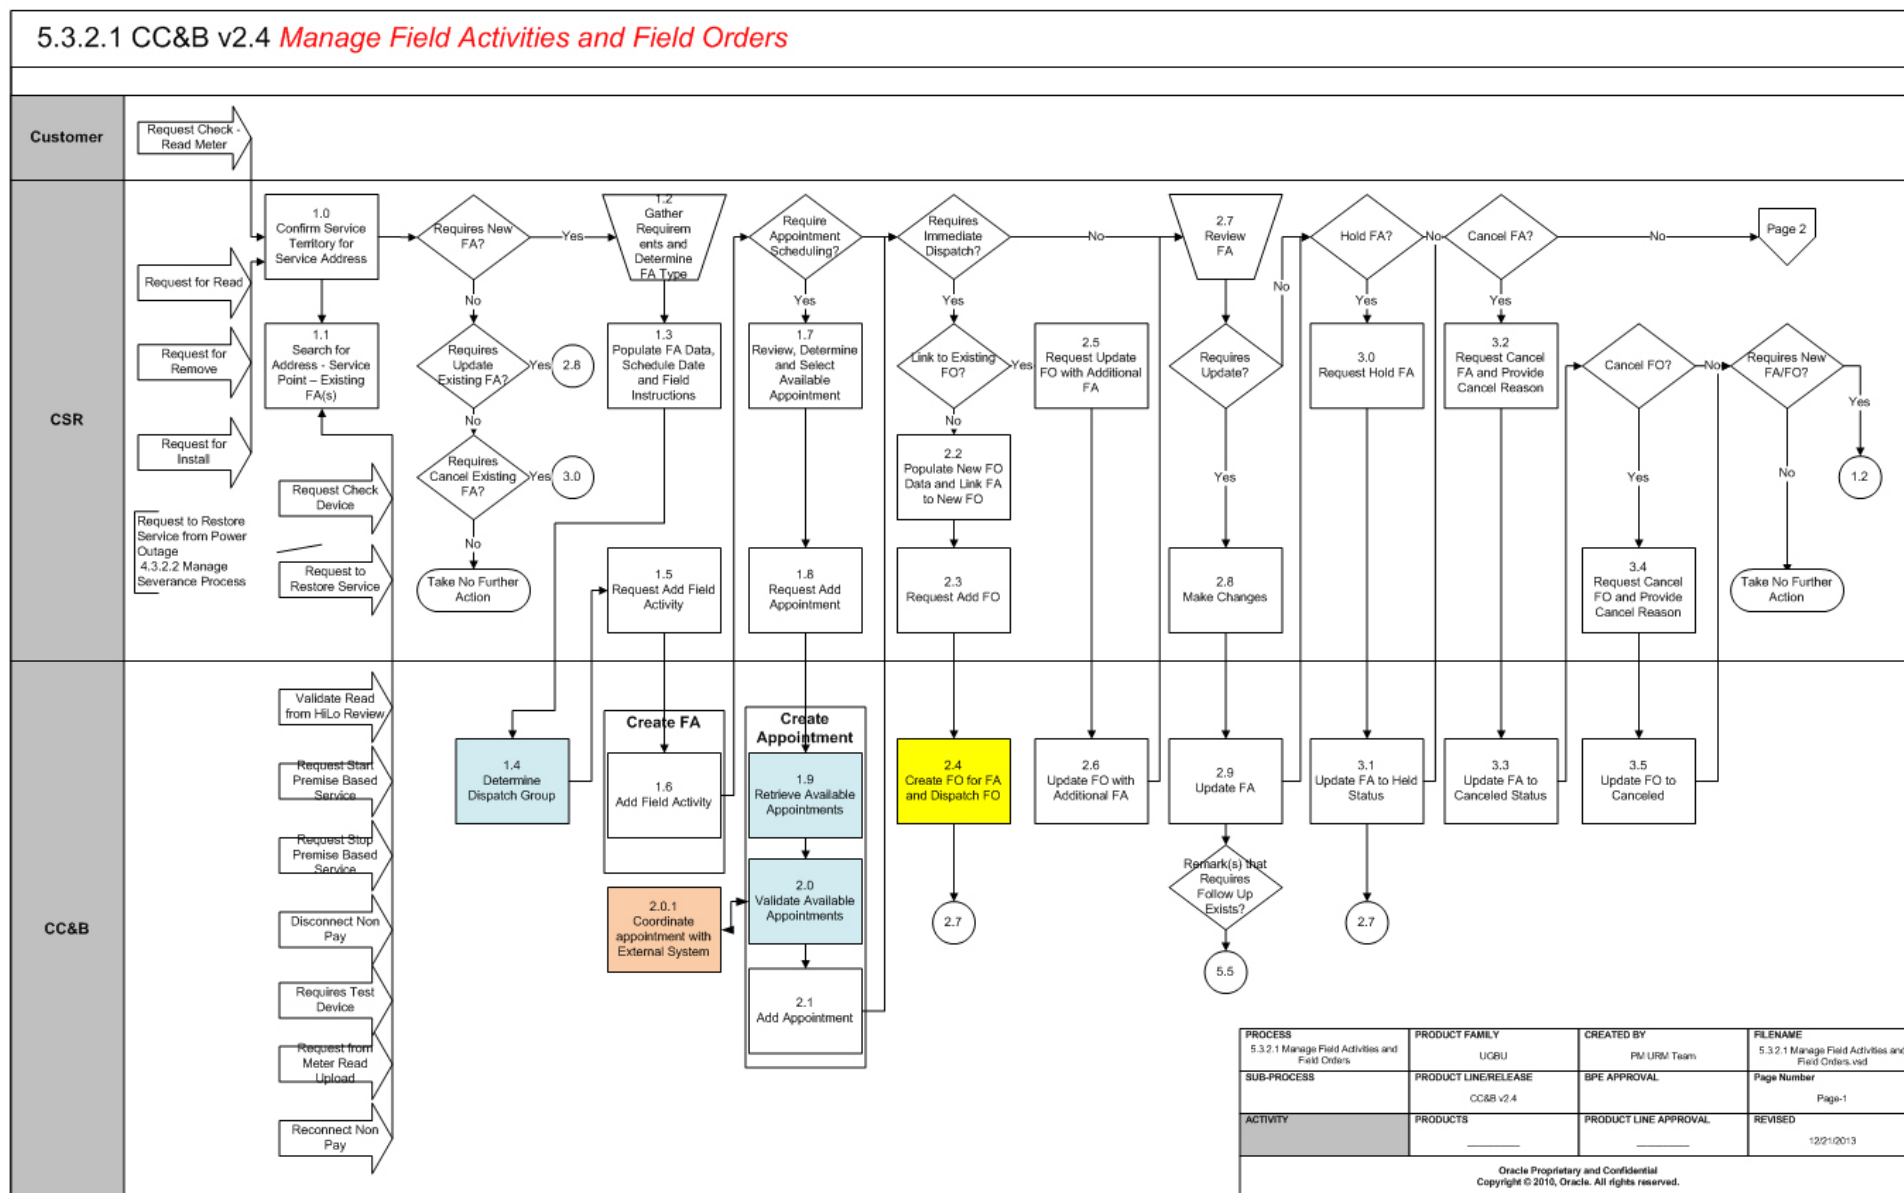 5.3.2.1 CC&B v2.4 Manage Field Activities and Field Orders
Customer
Request Check -
Read Meter
CSR
1.0
Confirm Service
Territory for
Service Address
Requires New
FA?
Yes
1.2
Gather
Requirem
ents and
Determine
FA Type
Require
Appointment
Scheduling?
Requires
Immediate
Dispatch?
No
2.7
Review
FA
No
Hold FA?
No
Cancel FA?
No
Page 2
Request for Read
No
Yes
Yes
Yes
Yes
Request for
Remove
1.1
Search for
Address - Service
Point – Existing
FA(s)
Requires
Update
Existing FA?
Yes
2.8
1.3
Populate FA Data,
Schedule Date
and Field
Instructions
1.7
Review, Determine
and Select
Available
Appointment
Link to Existing
FO?
Yes
2.5
Request Update
FO with Additional
FA
Requires
Update?
3.0
Request Hold FA
3.2
Request Cancel
FA and Provide
Cancel Reason
Cancel FO?
No
Requires New
FA/FO?
Yes
Request for
Install
No
Requires
Cancel Existing
FA?
Yes
3.0
No
2.2
Populate New FO
Data and Link FA
to New FO
Yes
Yes
No
1.2
Request Check
Device
Request to Restore
Service from Power
Outage
4.3.2.2 Manage
Severance Process
Request to
Restore Service
No
Take No Further
Action
1.5
Request Add Field
Activity
1.8
Request Add
Appointment
2.3
Request Add FO
2.8
Make Changes
3.4
Request Cancel
FO and Provide
Cancel Reason
Take No Further
Action
CC&B
Validate Read
from HiLo Review
Request Start
Premise Based
Service
Request Stop
Premise Based
Service
Disconnect Non
Pay
Requires Test
Device
Request from
Meter Read
Upload
Reconnect Non
Pay
1.4
Determine
Dispatch Group
Create FA
1.6
Add Field Activity
Create
Appointment
1.9
Retrieve Available
Appointments
2.0
Validate Available
Appointments
2.0.1
Coordinate
appointment with
External System
2.1
Add Appointment
2.4
Create FO for FA
and Dispatch FO
2.7
2.6
Update FO with
Additional FA
2.9
Update FA
Remark(s) that
Requires
Follow Up
Exists?
5.5
3.1
Update FA to Held
Status
2.7
3.3
Update FA to
Canceled Status
3.5
Update FO to
Canceled
PROCESS
5.3.2.1 Manage Field Activities and
Field Orders
PRODUCT FAMILY
UGBU
CREATED BY
PM URM Team
FILENAME
5.3.2.1 Manage Field Activities and
Field Orders.vsd
SUB-PROCESS
PRODUCT LINE/RELEASE
CC&B v2.4
BPE APPROVAL
Page Number
Page-1
ACTIVITY
PRODUCTS
PRODUCT LINE APPROVAL
REVISED
12/21/2013
Oracle Proprietary and Confidential
Copyright © 2010, Oracle. All rights reserved.